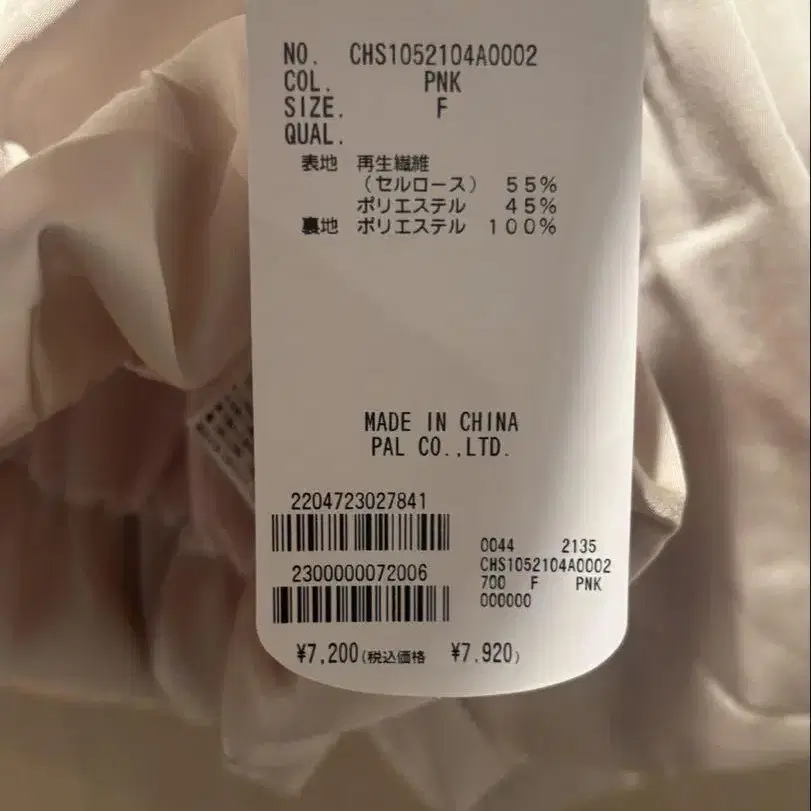 NO. CHS1052104A0002
COL. PNK
SIZE. F
QUAL.
表地 再生繊維
（セルロース） 55%
ポリエステル 45%
裏地 ポリエステル 100%
MADE IN CHINA
PAL CO.,LTD.
2204723027841
2300000072006
0044 2135
CHS1052104A0002
700 F PNK
000000
¥7,200(税込価格 ¥7.920)